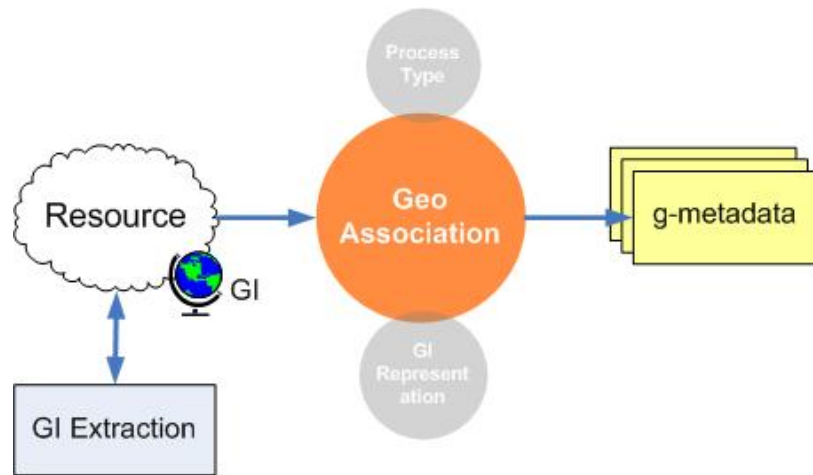 Process
Type
Resource
Geo
Association
g-metadata
GI
GI
Represent
ation
GI Extraction